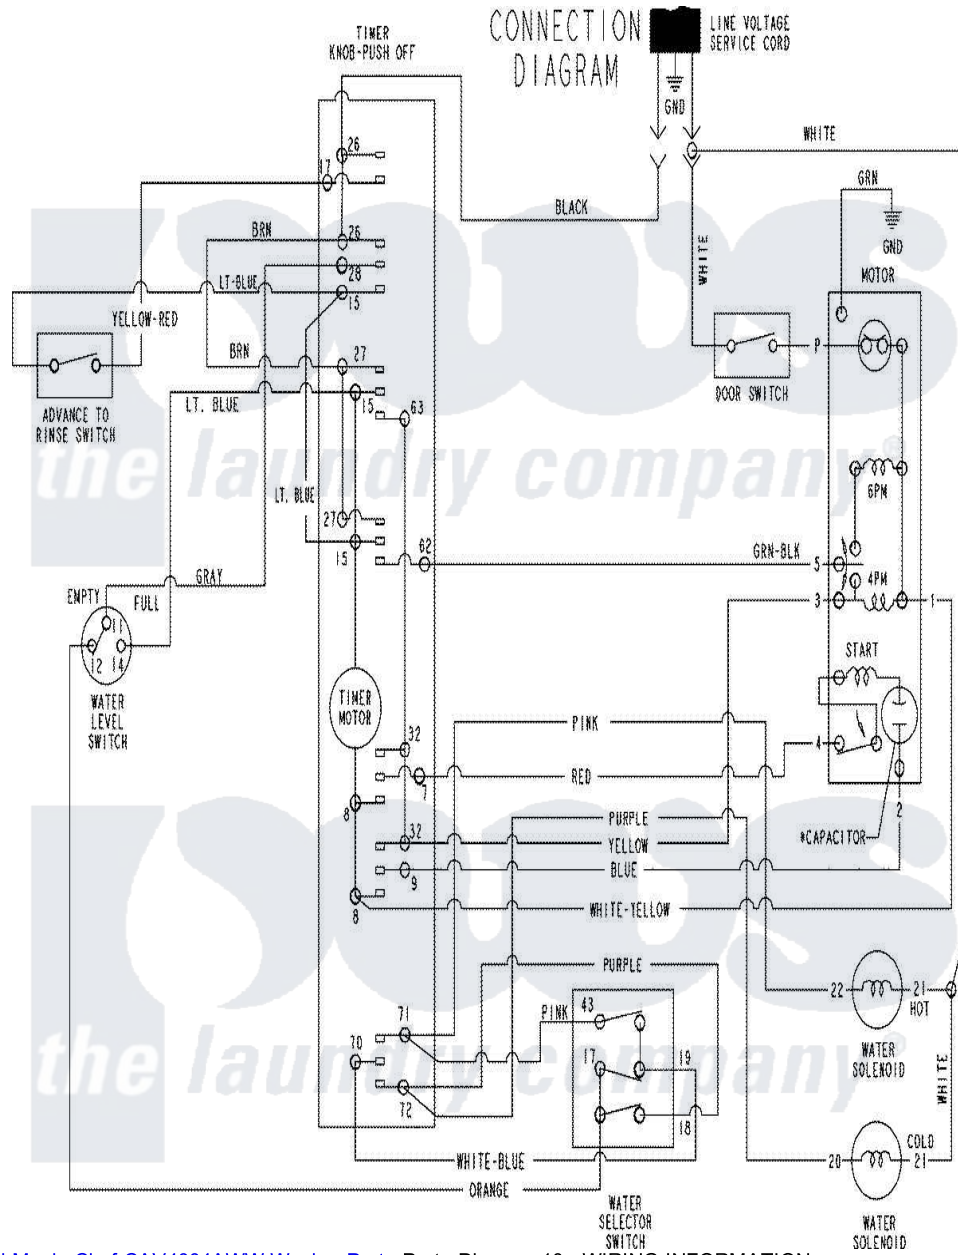 CONNECTION
DIAGRAM
LINE VOLTAGE
SERVICE CORD
GND
TIMER
KNOB-PUSH OFF
WHITE
26
17
BLACK
GRN
GND
MOTOR
BRN
26
28
LT-BLUE
15
WHITE
YELLOW-RED
P
DOOR SWITCH
BRN
27
LT. BLUE
15
63
ADVANCE TO
RINSE SWITCH
6PM
the laundry company®
LT. BLUE
27
15
62
GRN-BLK
5
4PM
GRAY
EMPTY
FULL
3
1
11
12
14
START
WATER
LEVEL
SWITCH
TIMER
MOTOR
PINK
32
4
RED
7
8
2
PURPLE
*CAPACITOR
32
YELLOW
BLUE
9
8
WHITE-YELLOW
PURPLE
22
21
HOT
PINK
43
71
70
17
19
WATER
SOLENOID
the laundry company®
WHITE
72
18
COLD
WHITE-BLUE
20
21
ORANGE
WATER
SELECTOR
SWITCH
WATER
SOLENOID